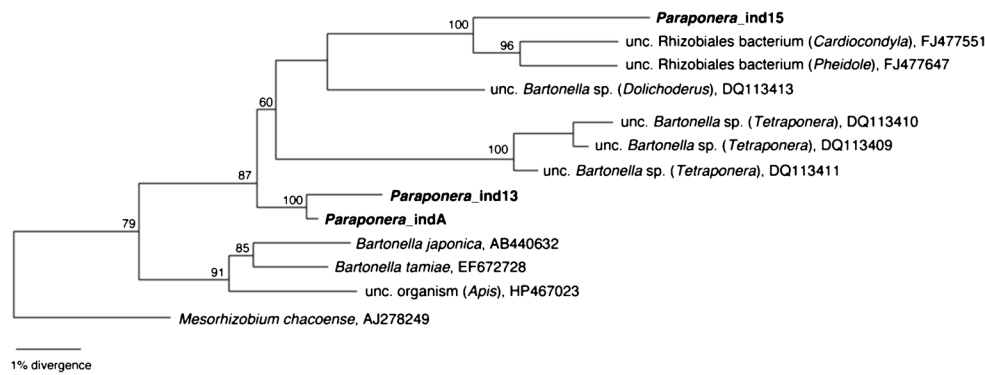 100
Paraponera_ind15
96
unc. Rhizobiales bacterium (Cardiocondyla), FJ477551
unc. Rhizobiales bacterium (Pheidole), FJ477647
unc. Bartonella sp. (Dolichoderus), DQ113413
60
unc. Bartonella sp. (Tetraponera), DQ113410
100
unc. Bartonella sp. (Tetraponera), DQ113409
unc. Bartonella sp. (Tetraponera), DQ113411
87
100
Paraponera_ind13
Paraponera_indA
79
Bartonella japonica, AB440632
85
Bartonella tamiae, EF672728
91
unc. organism (Apis), HP467023
Mesorhizobium chacoense, AJ278249
1% divergence